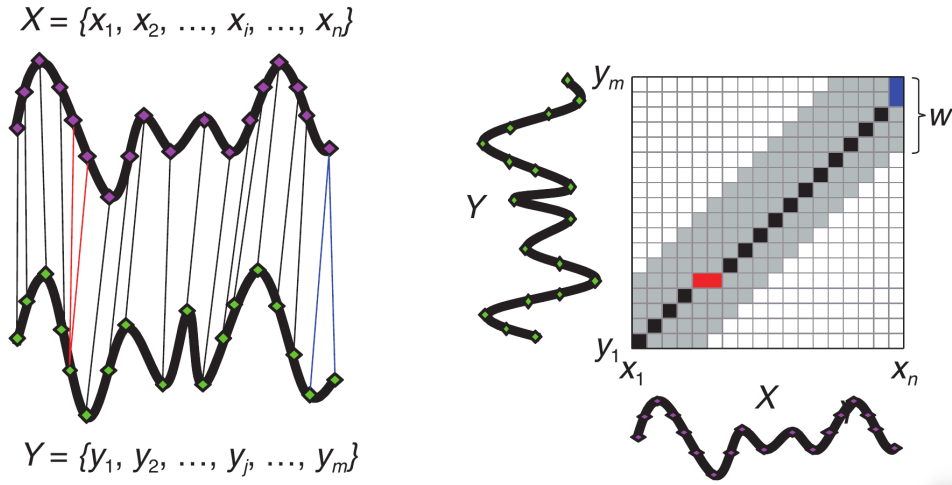 X = {x₁, x₂, ..., xᵢ, ..., xₙ}
Y = {y₁, y₂, ..., yⱼ, ..., yₘ}
yₘ
w
Y
y₁
x₁
xₙ
X